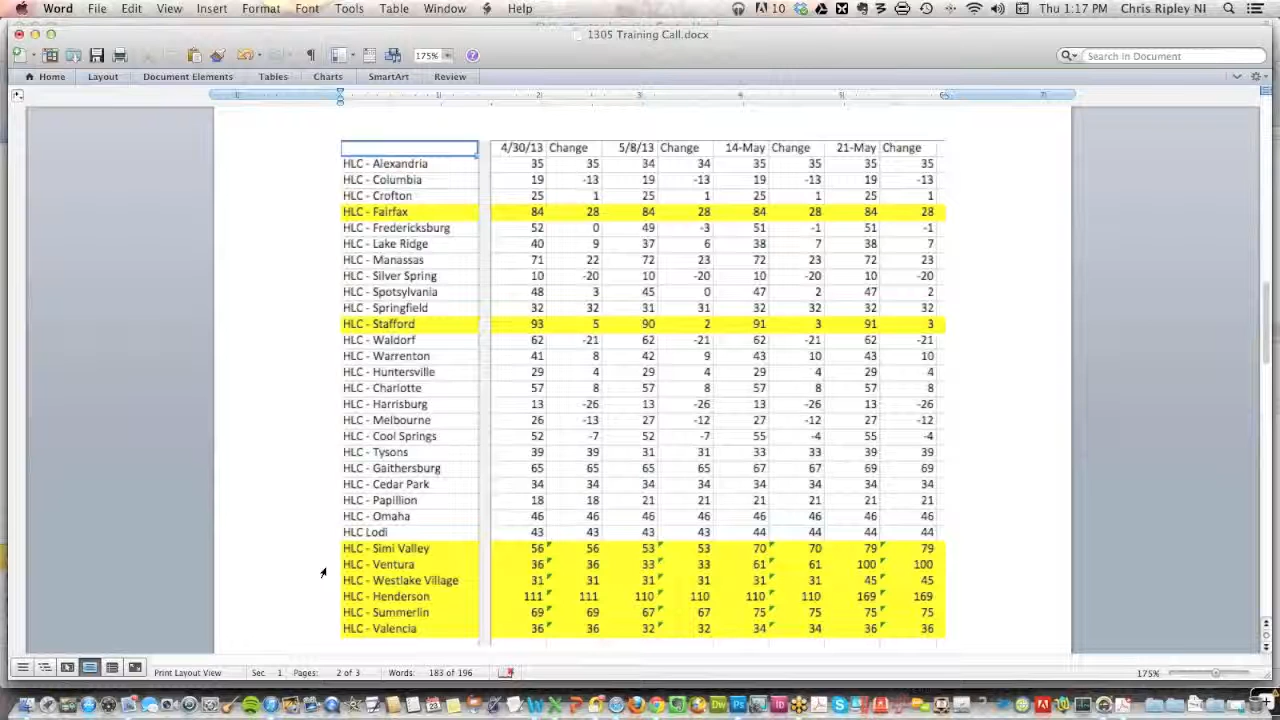 Word File Edit View Insert Format Font Tools Table Window Help 10 Thu 1:17 PM Chris Ripley NI
1305 Training Call.docx
175% Search in Document
Home Layout Document Elements Tables Charts SmartArt Review
4/30/13 Change 5/8/13 Change 14-May Change 21-May Change
HLC - Alexandria 35 35 34 34 35 35 35 35
HLC - Columbia 19 -13 19 -13 19 -13 19 -13
HLC - Crofton 25 1 25 1 25 1 25 1
HLC - Fairfax 84 28 84 28 84 28 84 28
HLC - Fredericksburg 52 0 49 -3 51 -1 51 -1
HLC - Lake Ridge 40 9 37 6 38 7 38 7
HLC - Manassas 71 22 72 23 72 23 72 23
HLC - Silver Spring 10 -20 10 -20 10 -20 10 -20
HLC - Spotsylvania 48 3 45 0 47 2 47 2
HLC - Springfield 32 32 31 31 32 32 32 32
HLC - Stafford 93 5 90 2 91 3 91 3
HLC - Waldorf 62 -21 62 -21 62 -21 62 -21
HLC - Warrenton 41 8 42 9 43 10 43 10
HLC - Huntersville 29 4 29 4 29 4 29 4
HLC - Charlotte 57 8 57 8 57 8 57 8
HLC - Harrisburg 13 -26 13 -26 13 -26 13 -26
HLC - Melbourne 26 -13 27 -12 27 -12 27 -12
HLC - Cool Springs 52 -7 52 -7 55 -4 55 -4
HLC - Tysons 39 39 31 31 33 33 39 39
HLC - Gaithersburg 65 65 65 65 67 67 69 69
HLC - Cedar Park 34 34 34 34 34 34 34 34
HLC - Papillion 18 18 21 21 21 21 21 21
HLC - Omaha 46 46 46 46 46 46 46 46
HLC Lodi 43 43 43 43 44 44 44 44
HLC - Simi Valley 56 56 53 53 70 70 79 79
HLC - Ventura 36 36 33 33 61 61 100 100
HLC - Westlake Village 31 31 31 31 31 31 45 45
HLC - Henderson 111 111 110 110 110 110 169 169
HLC - Summerlin 69 69 67 67 75 75 75 75
HLC - Valencia 36 36 32 32 34 34 36 36
Print Layout View Sec 1 Pages: 2 of 3 Words: 183 of 196 175%